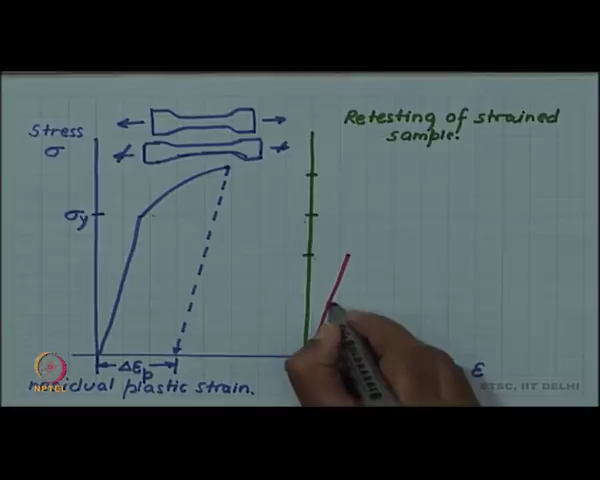 Stress
σ
σy
Δεp
residual plastic strain.
Retesting of strained
sample.
ε
NPTEL
ETSC, IIT DELHI